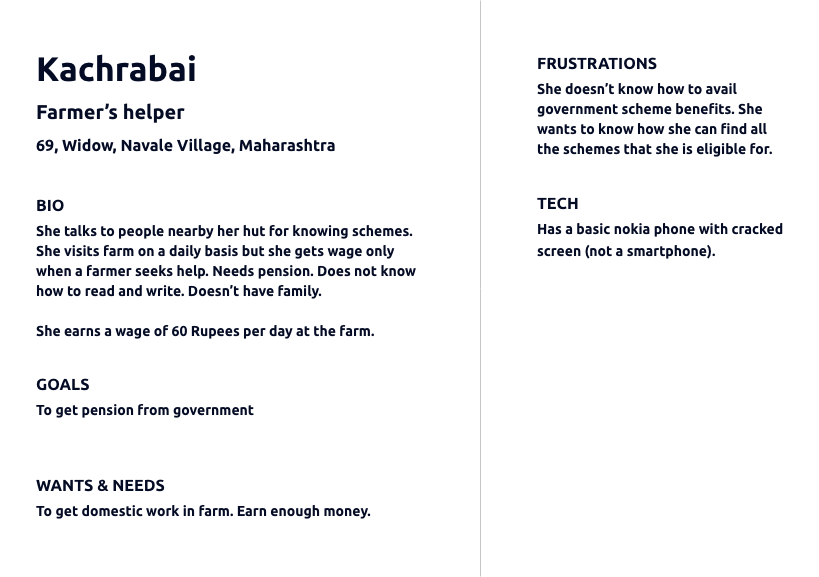 Kachrabai
Farmer’s helper
69, Widow, Navale Village, Maharashtra
BIO
She talks to people nearby her hut for knowing schemes.
She visits farm on a daily basis but she gets wage only
when a farmer seeks help. Needs pension. Does not know
how to read and write. Doesn’t have family.
She earns a wage of 60 Rupees per day at the farm.
GOALS
To get pension from government
WANTS & NEEDS
To get domestic work in farm. Earn enough money.
FRUSTRATIONS
She doesn’t know how to avail
government scheme benefits. She
wants to know how she can find all
the schemes that she is eligible for.
TECH
Has a basic nokia phone with cracked
screen (not a smartphone).